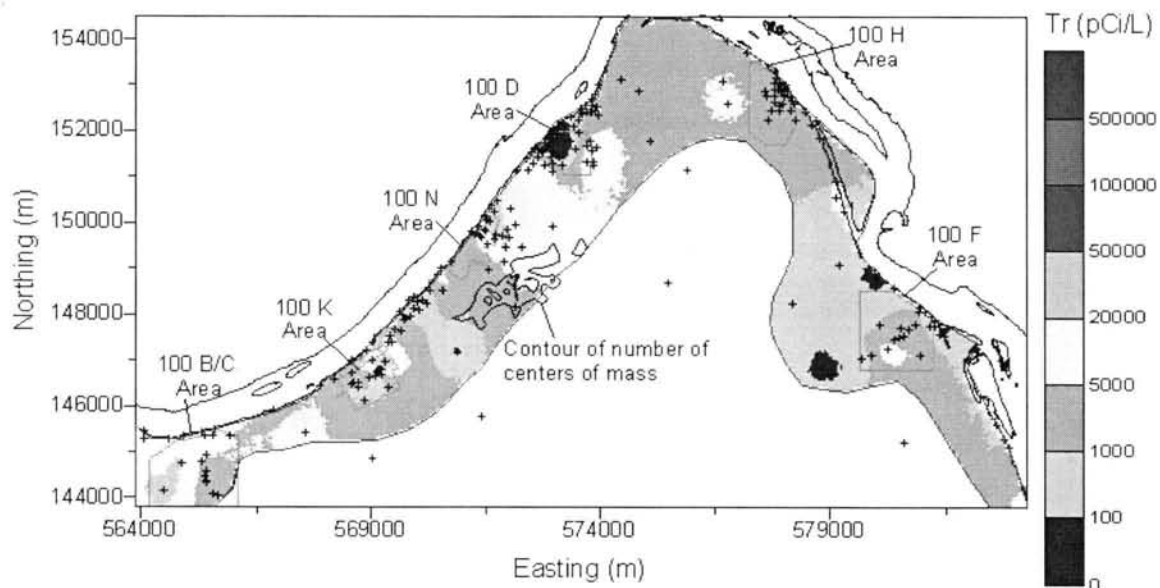 Tr (pCi/L)
154000
152000
150000
148000
146000
144000
Northing (m)
100 H
Area
100 D
Area
100 N
Area
100 F
Area
100 K
Area
100 B/C
Area
Contour of number of
centers of mass
500000
100000
50000
20000
5000
1000
100
0
564000
569000
574000
579000
Easting (m)